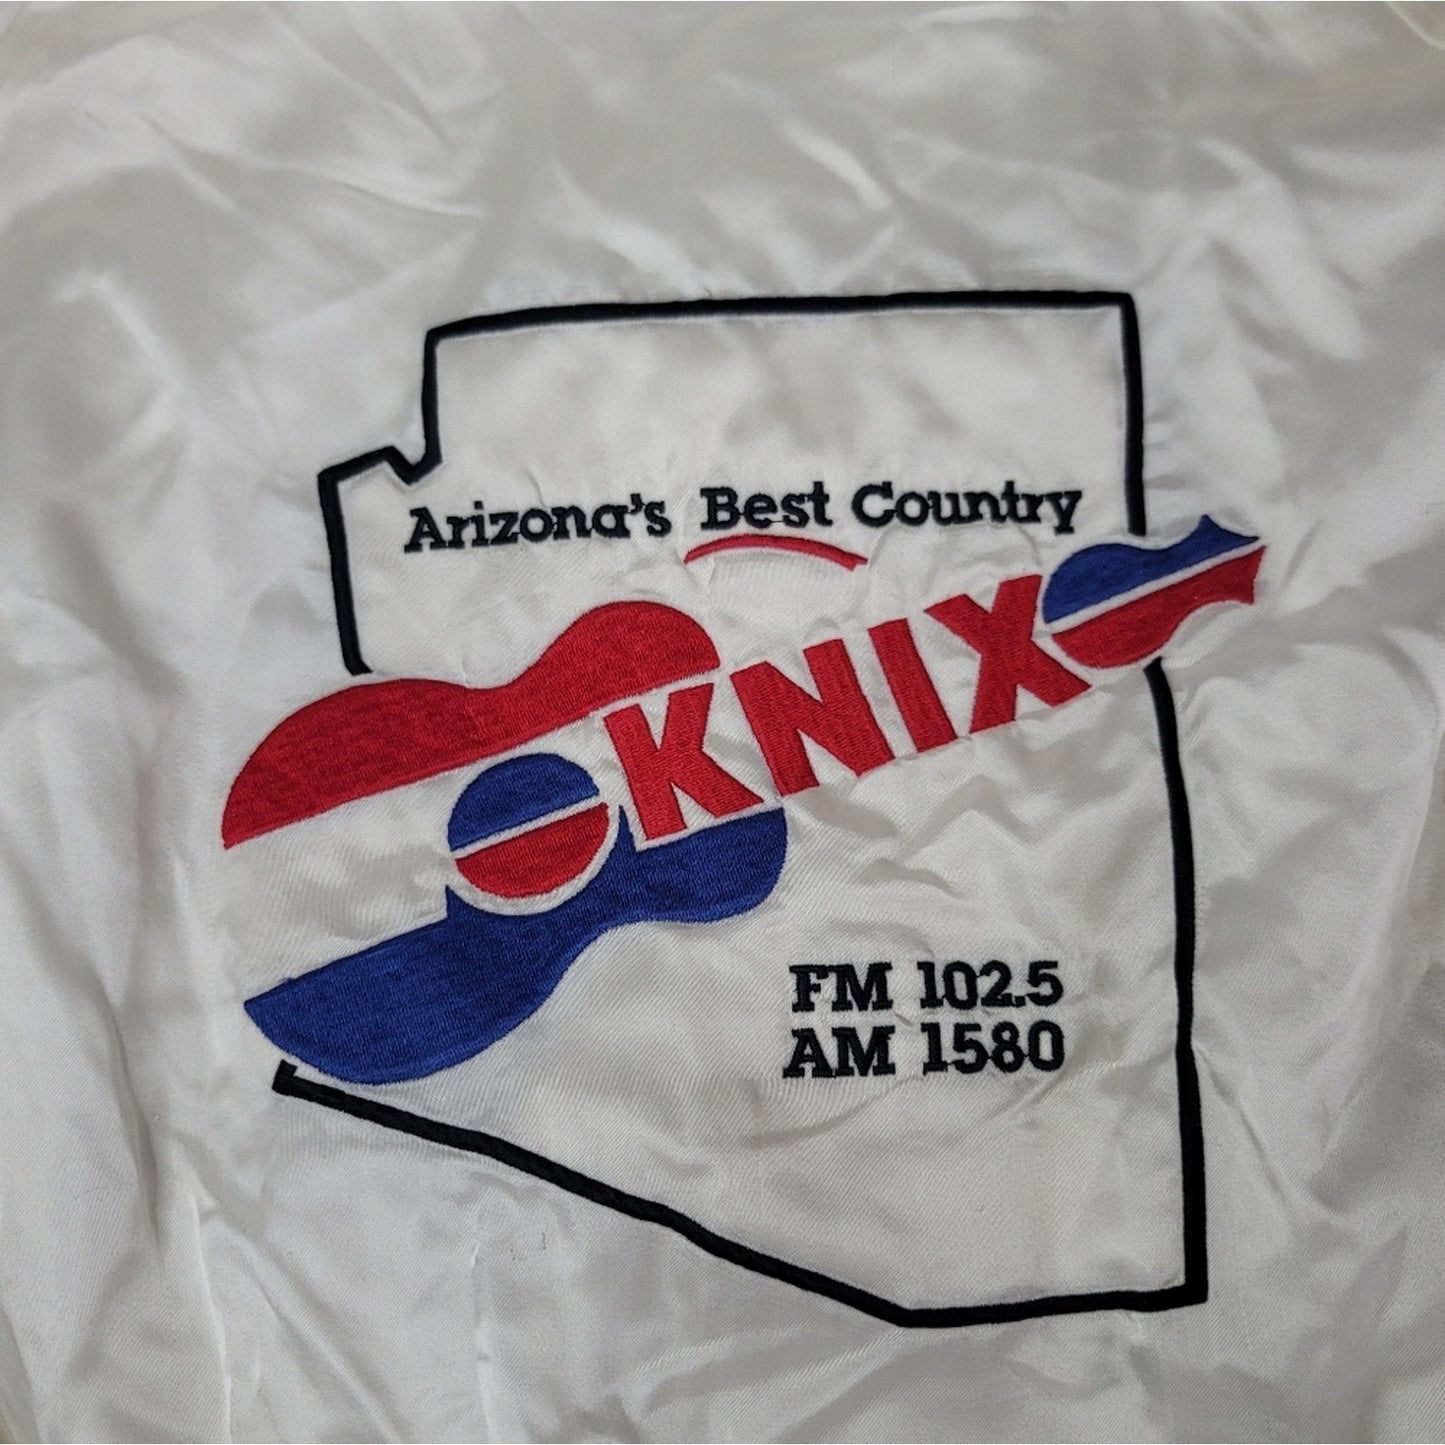 Arizona's Best Country
KNIX
FM 102.5
AM 1580